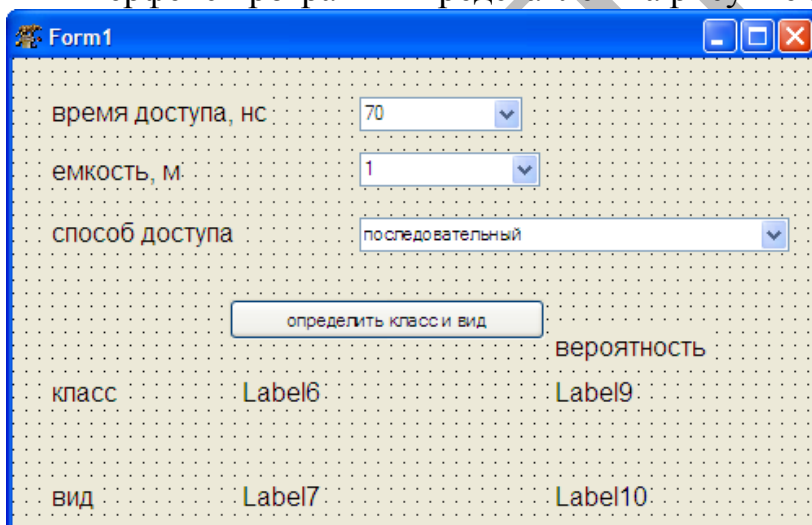 Form1
время доступа, нс 70
емкость, м 1
способ доступа последовательный
определить класс и вид
вероятность
класс Label6 Label9
вид Label7 Label10